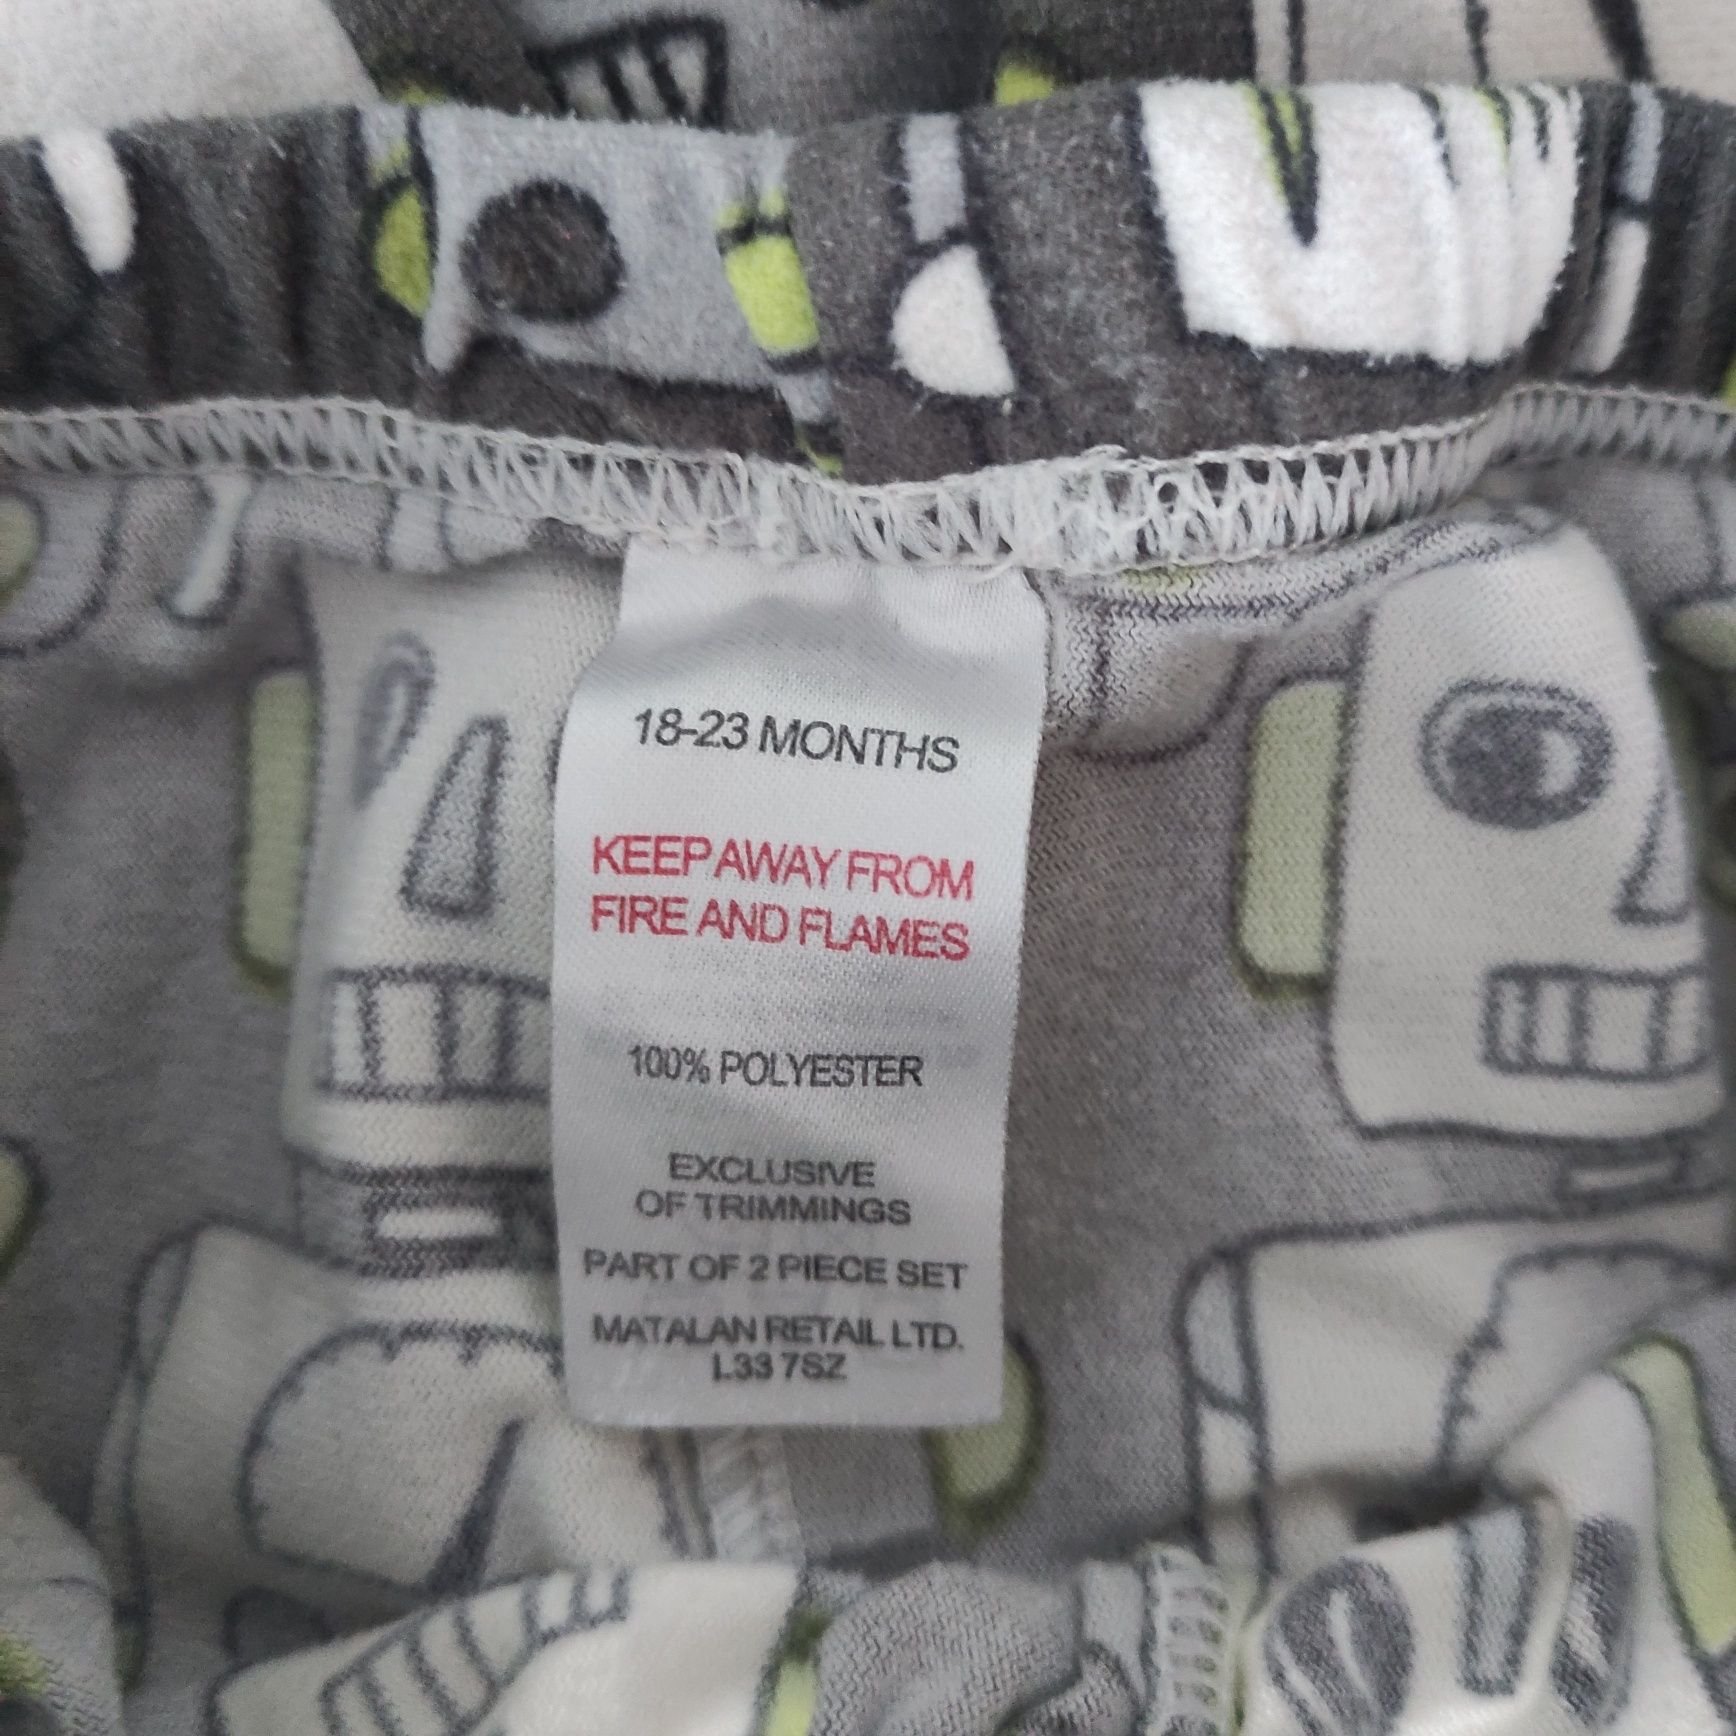 18-23 MONTHS
KEEP AWAY FROM
FIRE AND FLAMES
100% POLYESTER
EXCLUSIVE
OF TRIMMINGS
PART OF 2 PIECE SET
MATALAN RETAIL LTD.
L33 7SZ